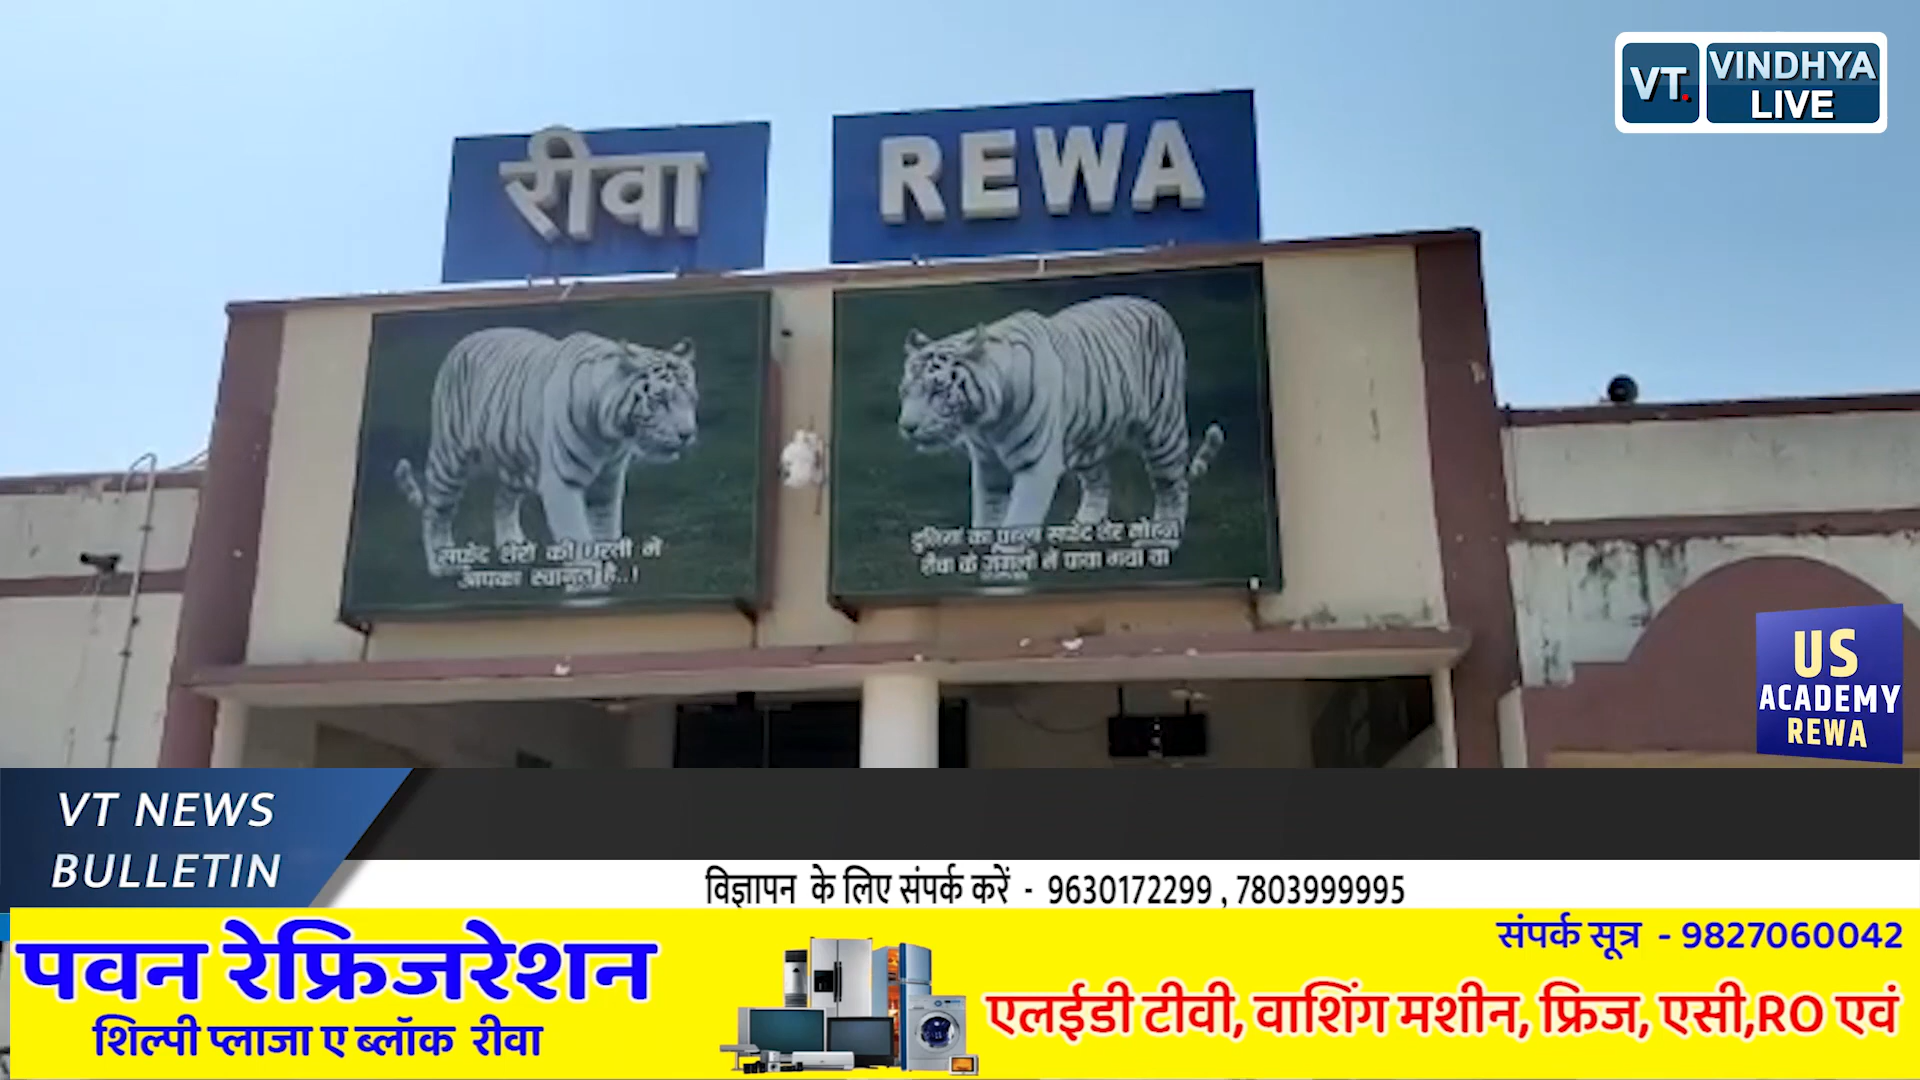 VT.
VINDHYA
LIVE
रीवा
REWA
सफ़ेद शेरों की धरती में
आपका स्वागत है..!
दुनियां का पहला सफ़ेद शेर मोहन
रीवा के जंगलों में पाया गया था
US
ACADEMY
REWA
VT NEWS
BULLETIN
विज्ञापन के लिए संपर्क करें - 9630172299 , 7803999995
पवन रेफ्रिजरेशन
शिल्पी प्लाजा ए ब्लॉक रीवा
संपर्क सूत्र - 9827060042
एलईडी टीवी, वाशिंग मशीन, फ्रिज, एसी,RO एवं